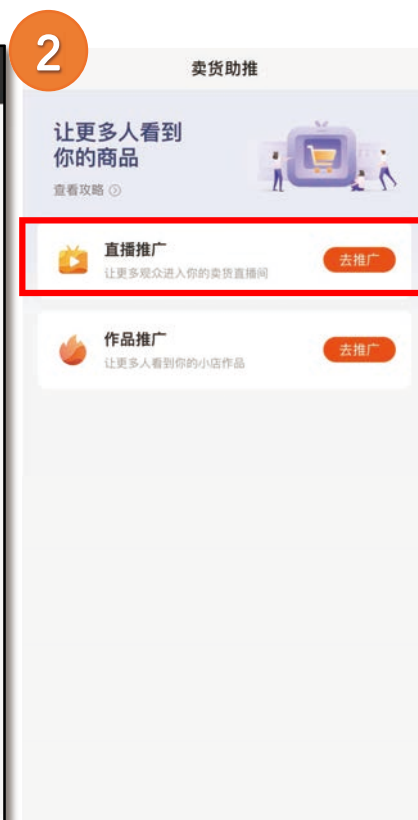 2
卖货助推
让更多人看到
你的商品
查看攻略
直播推广
让更多观众进入你的卖货直播间
去推广
作品推广
让更多人看到你的小店作品
去推广